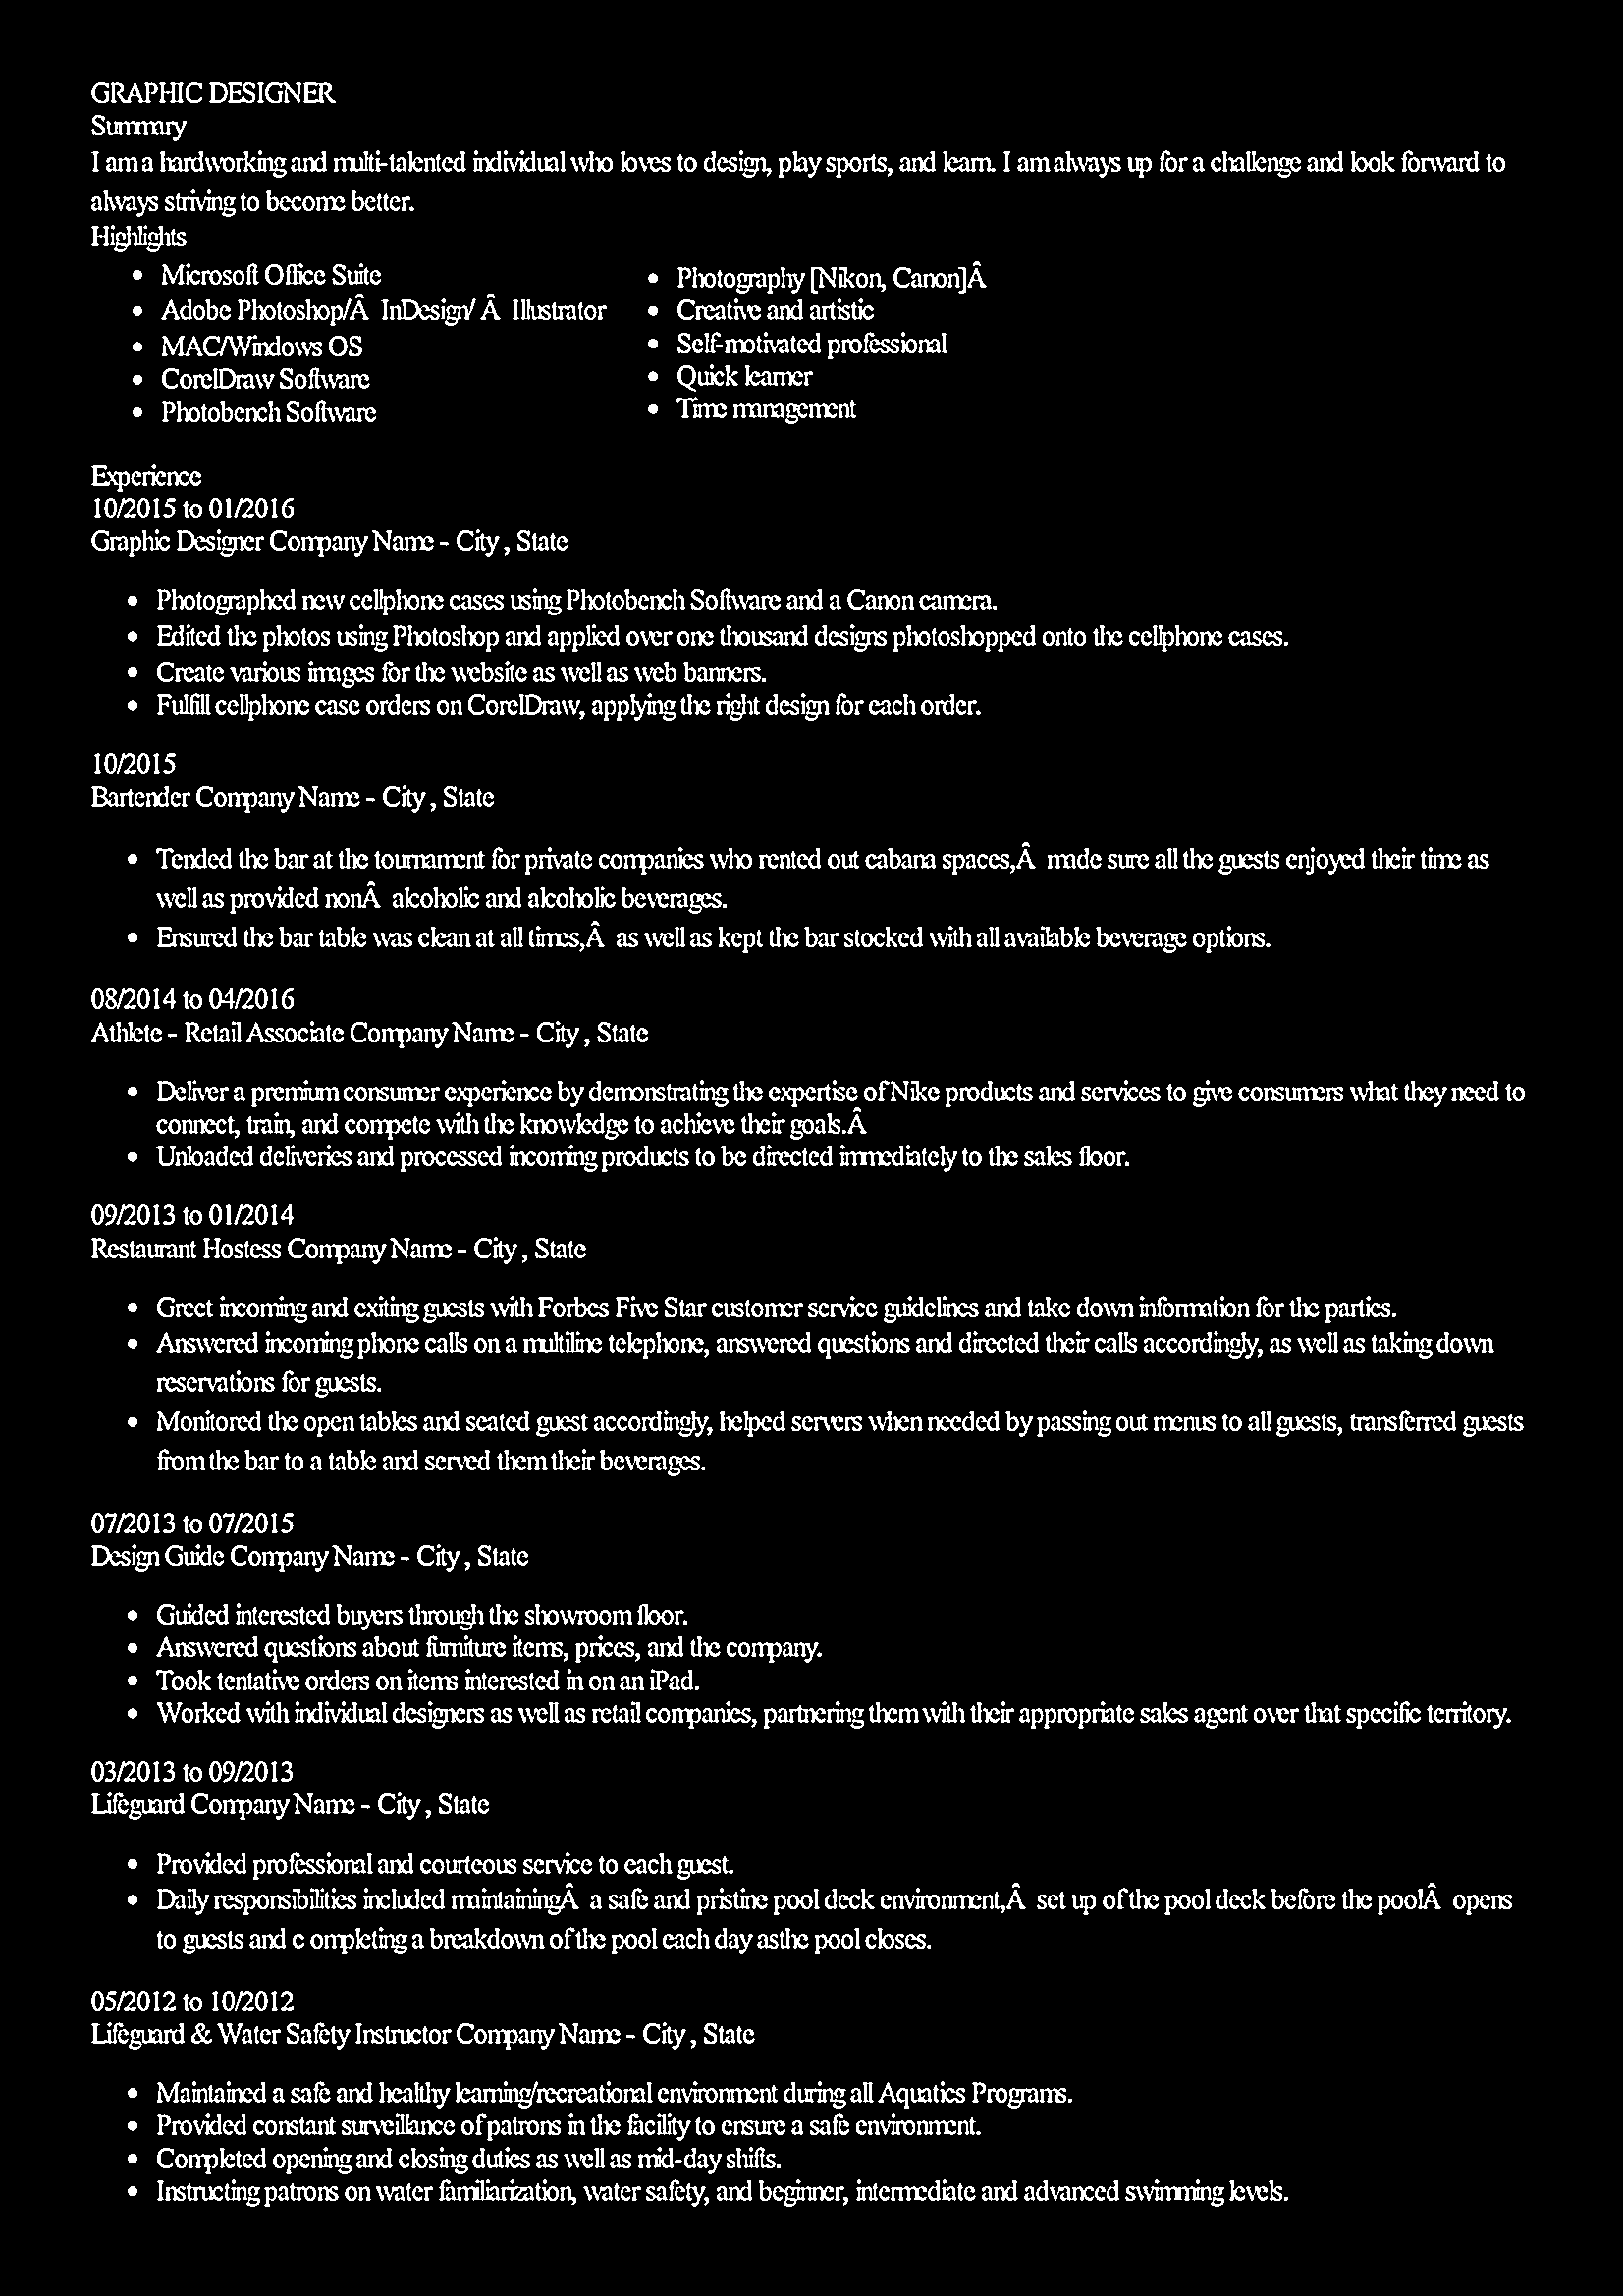 GRAPHIC DESIGNER
Summary
I am a hardworking and multi-talented individual who loves to design, play sports, and learn. I am always up for a challenge and look forward to
always striving to become better.
Highlights
• Microsoft Office Suite
• Adobe Photoshop/Â InDesign/ Â Illustrator
• MAC/Windows OS
• CorelDraw Software
• Photobench Software
• Photography [Nikon, Canon]Â
• Creative and artistic
• Self-motivated professional
• Quick learner
• Time management
Experience
10/2015 to 01/2016
Graphic Designer Company Name - City , State
• Photographed new cellphone cases using Photobench Software and a Canon camera.
• Edited the photos using Photoshop and applied over one thousand designs photoshopped onto the cellphone cases.
• Create various images for the website as well as web banners.
• Fulfill cellphone case orders on CorelDraw, applying the right design for each order.
10/2015
Bartender Company Name - City , State
• Tended the bar at the tournament for private companies who rented out cabana spaces,Â made sure all the guests enjoyed their time as
well as provided nonÂ alcoholic and alcoholic beverages.
• Ensured the bar table was clean at all times,Â as well as kept the bar stocked with all available beverage options.
08/2014 to 04/2016
Athlete - Retail Associate Company Name - City , State
• Deliver a premium consumer experience by demonstrating the expertise of Nike products and services to give consumers what they need to
connect, train, and compete with the knowledge to achieve their goals.Â
• Unloaded deliveries and processed incoming products to be directed immediately to the sales floor.
09/2013 to 01/2014
Restaurant Hostess Company Name - City , State
• Greet incoming and exiting guests with Forbes Five Star customer service guidelines and take down information for the parties.
• Answered incoming phone calls on a multiline telephone, answered questions and directed their calls accordingly, as well as taking down
reservations for guests.
• Monitored the open tables and seated guest accordingly, helped servers when needed by passing out menus to all guests, transferred guests
from the bar to a table and served them their beverages.
07/2013 to 07/2015
Design Guide Company Name - City , State
• Guided interested buyers through the showroom floor.
• Answered questions about furniture items, prices, and the company.
• Took tentative orders on items interested in on an iPad.
• Worked with individual designers as well as retail companies, partnering them with their appropriate sales agent over that specific territory.
03/2013 to 09/2013
Lifeguard Company Name - City , State
• Provided professional and courteous service to each guest.
• Daily responsibilities included maintainingÂ a safe and pristine pool deck environment,Â set up of the pool deck before the poolÂ opens
to guests and c ompleting a breakdown of the pool each day asthe pool closes.
05/2012 to 10/2012
Lifeguard & Water Safety Instructor Company Name - City , State
• Maintained a safe and healthy learning/recreational environment during all Aquatics Programs.
• Provided constant surveillance of patrons in the facility to ensure a safe environment.
• Completed opening and closing duties as well as mid-day shifts.
• Instructing patrons on water familiarization, water safety, and beginner, intermediate and advanced swimming levels.